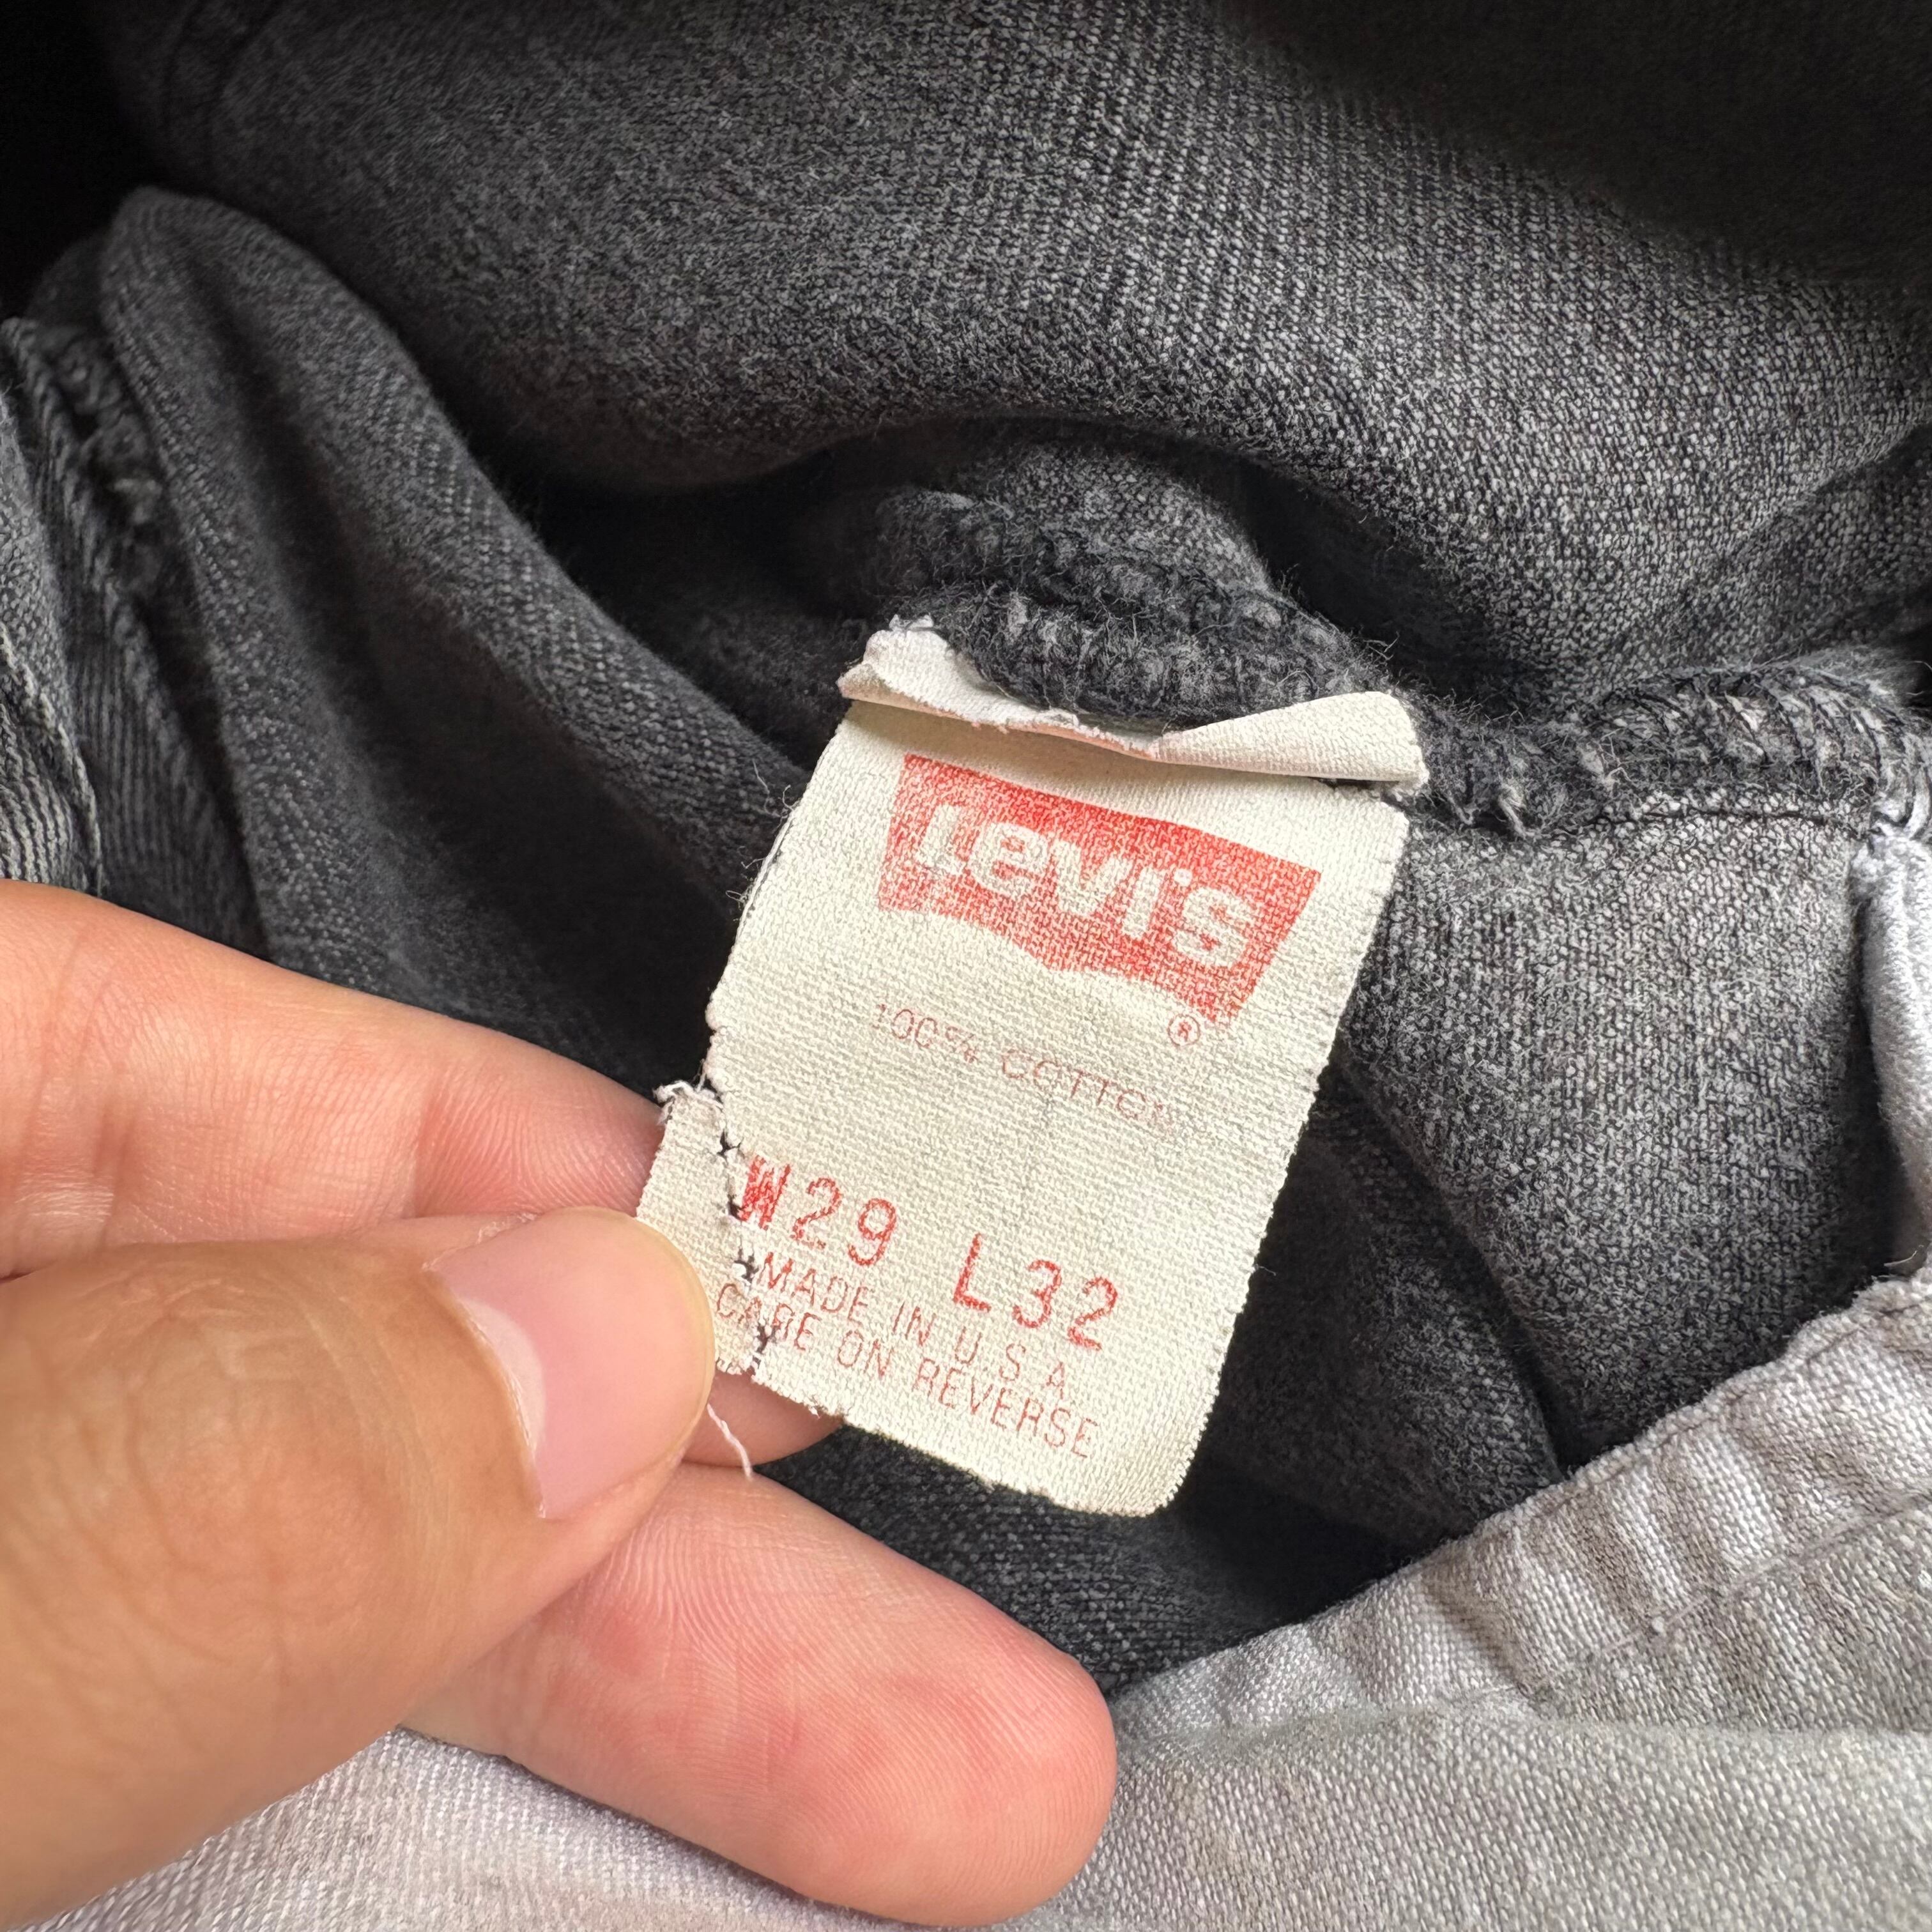 Levi's
®
100% COTTON
W29 L32
MADE IN U.S.A.
CARE ON REVERSE